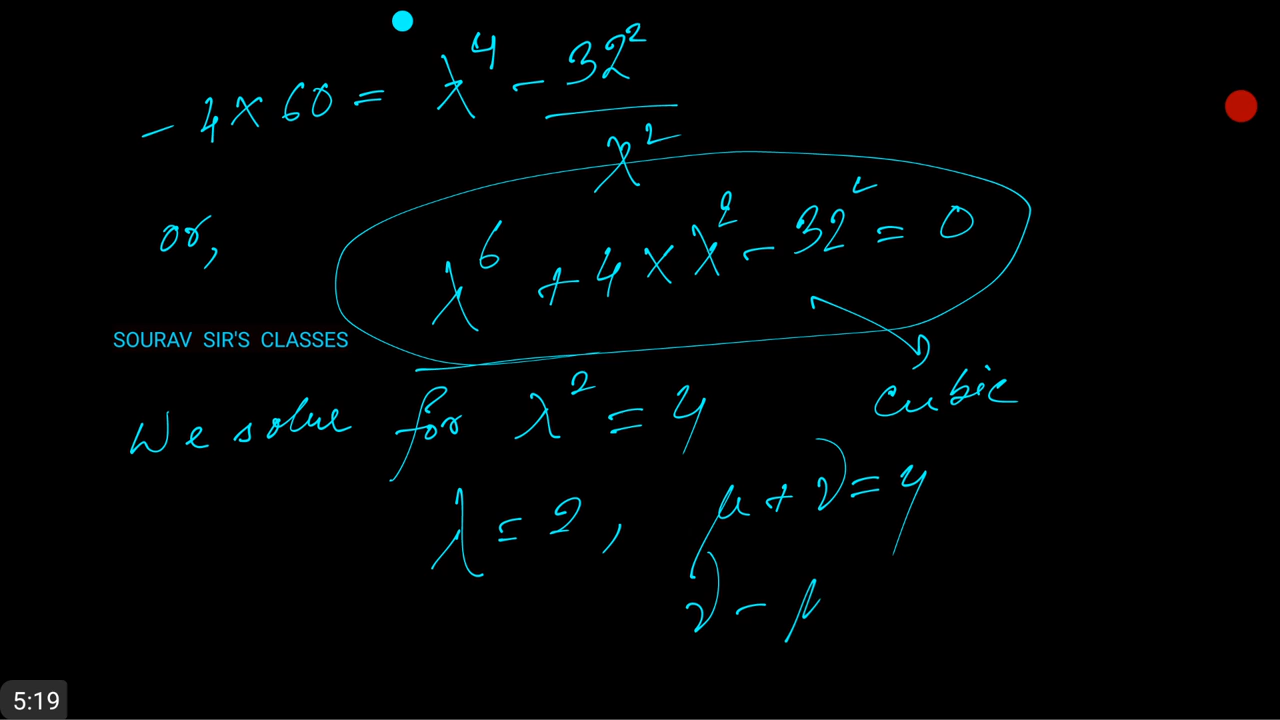 - 4 × 60 = λ⁴ - 32²/λ²
or, λ⁶ + 4 × λ² - 32² = 0
SOURAV SIR'S CLASSES
cubic
We solve for λ² = 4
λ = 2, μ + ν = 4
ν - μ
5:19